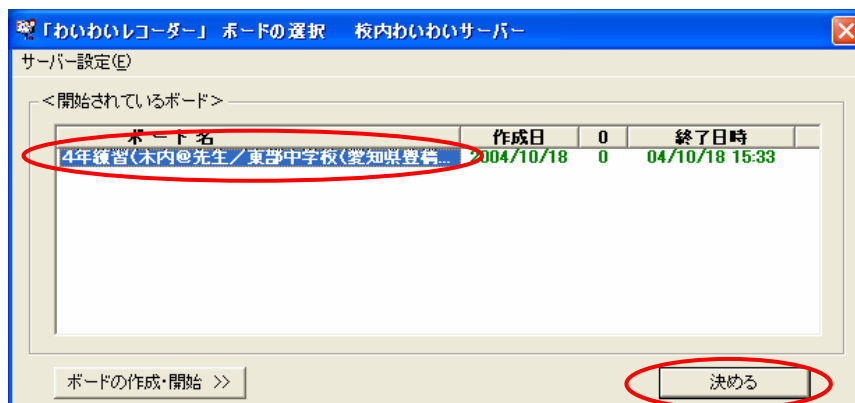 「わいわいレコーダー」 ボードの選択 校内わいわいサーバー
サーバー設定(E)
<開始されているボード>
ボード名 作成日 0 終了日時
4年練習(木内@先生/東部中学校(愛知県豊橋... 2004/10/18 0 04/10/18 15:33
ボードの作成・開始 >> 決める